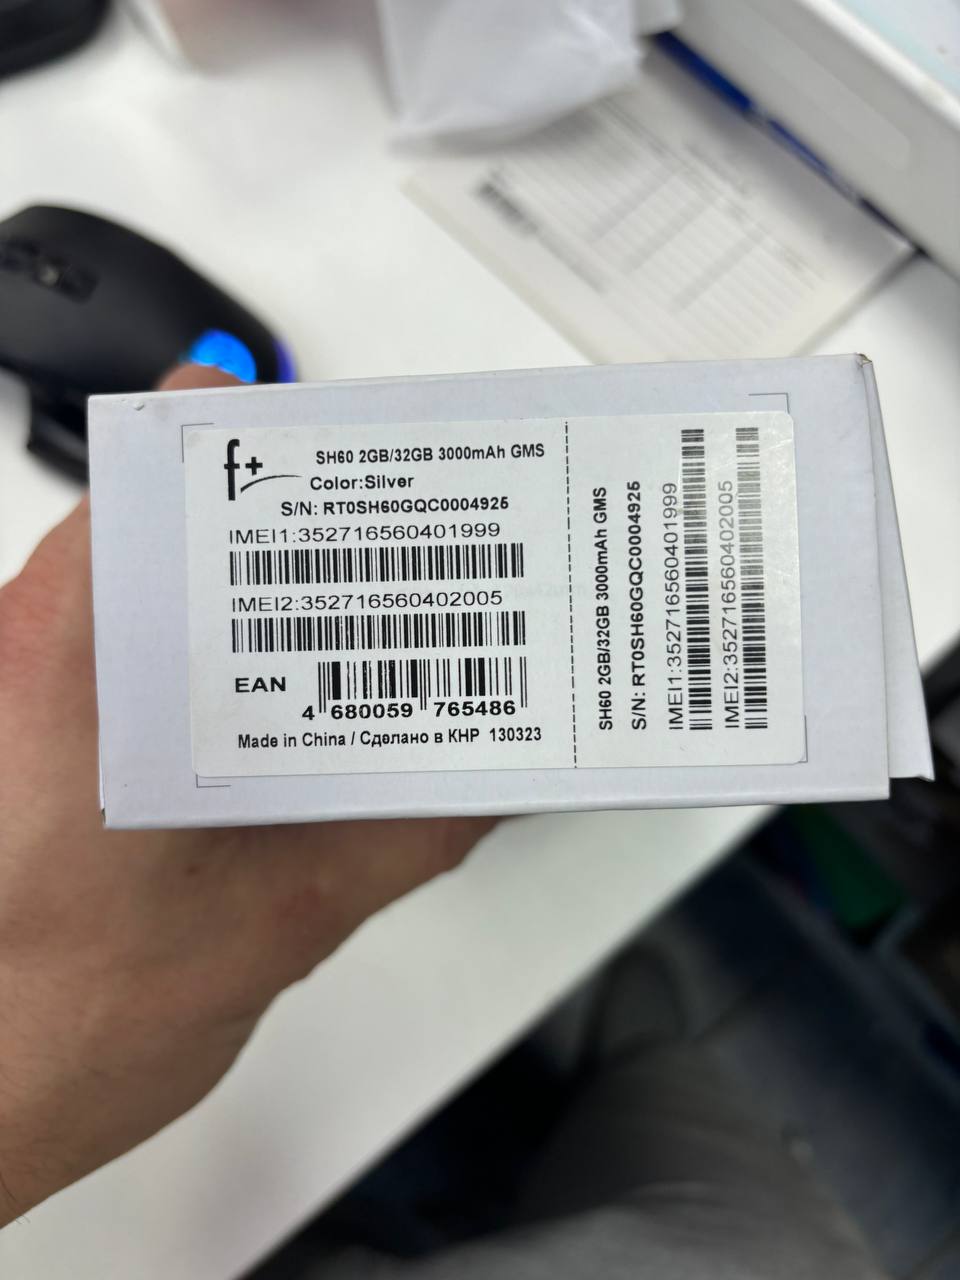 f+
SH60 2GB/32GB 3000mAh GMS
Color:Silver
S/N: RT0SH60GQC0004925
IMEI1:352716560401999
IMEI2:352716560402005
EAN
4 680059 765486
Made in China / Сделано в КНР 130323
SH60 2GB/32GB 3000mAh GMS
S/N: RT0SH60GQC0004925
IMEI1:352716560401999
IMEI2:352716560402005